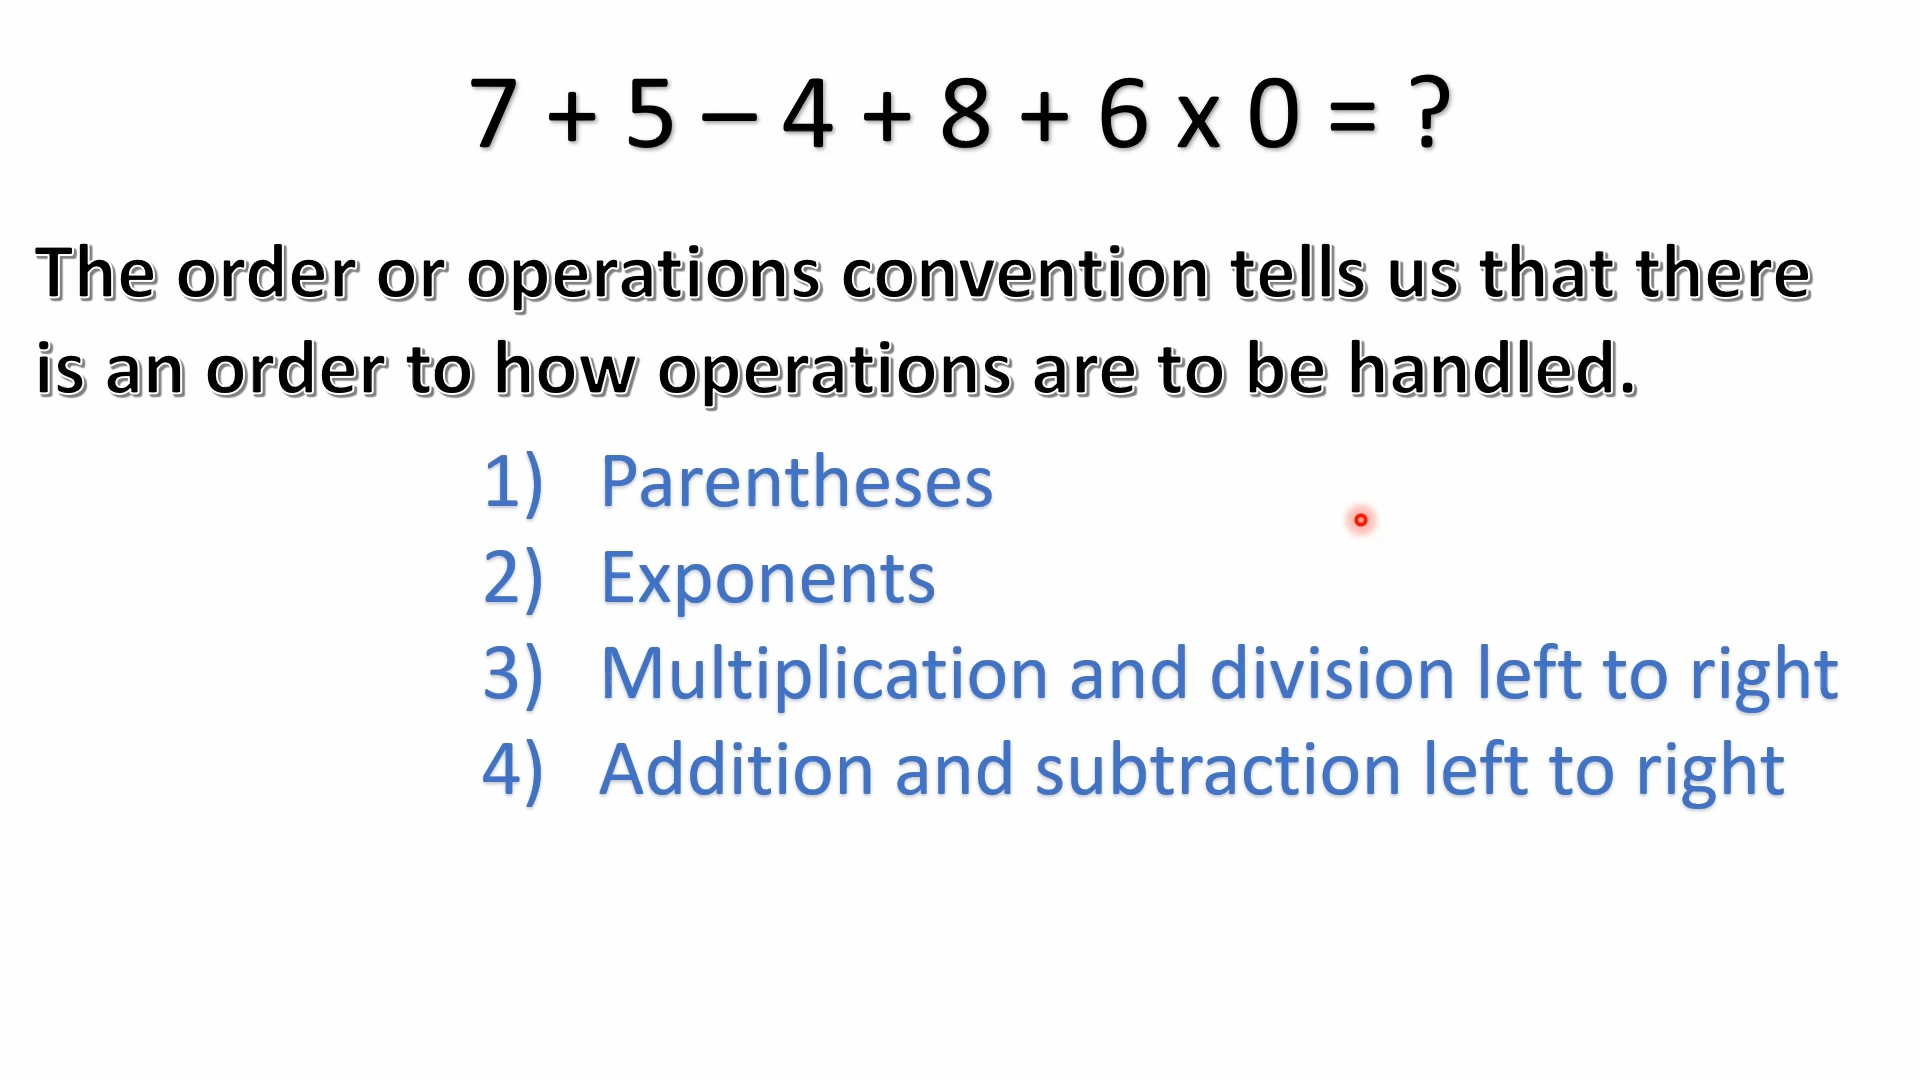 7 + 5 – 4 + 8 + 6 x 0 = ?
The order or operations convention tells us that there
is an order to how operations are to be handled.
1) Parentheses
2) Exponents
3) Multiplication and division left to right
4) Addition and subtraction left to right